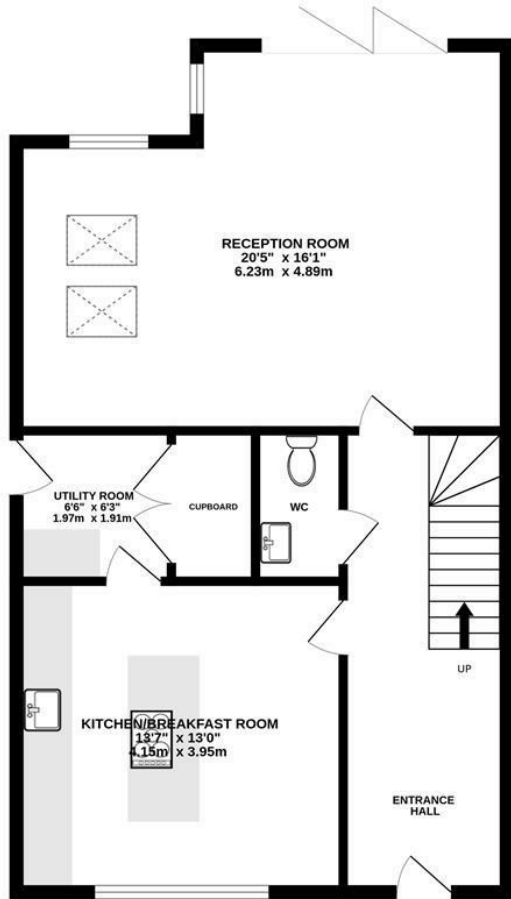 RECEPTION ROOM
20'5" x 16'1"
6.23m x 4.89m
UTILITY ROOM
6'6" x 6'3"
1.97m x 1.91m
CUPBOARD
WC
UP
KITCHEN/BREAKFAST ROOM
13'7" x 13'0"
4.15m x 3.95m
ENTRANCE
HALL